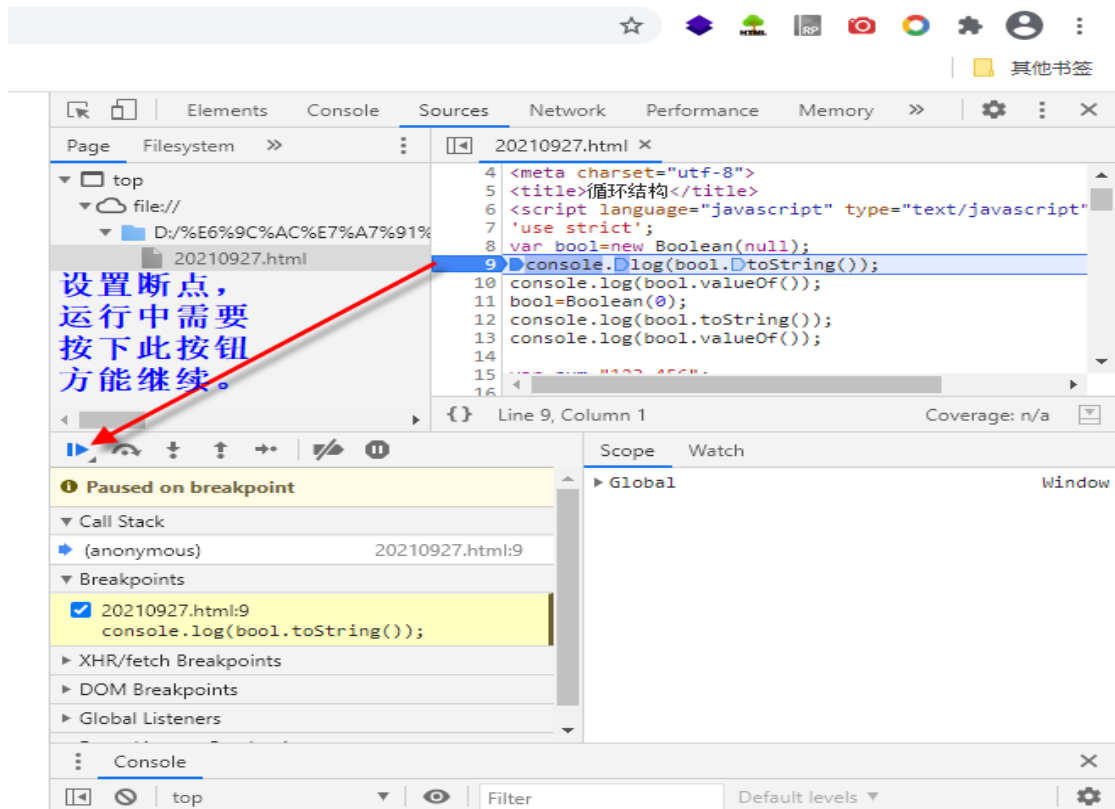 HTML
RP
其他书签
Elements Console Sources Network Performance Memory »
Page Filesystem »
20210927.html ×
top
file://
D:/%E6%9C%AC%E7%A7%91%
20210927.html
设置断点，
运行中需要
按下此按钮
方能继续。
4 <meta charset="utf-8">
5 <title>循环结构</title>
6 <script language="javascript" type="text/javascript"
7 'use strict';
8 var bool=new Boolean(null);
9 console.log(bool.toString());
10 console.log(bool.valueOf());
11 bool=Boolean(0);
12 console.log(bool.toString());
13 console.log(bool.valueOf());
14
15
16
{} Line 9, Column 1 Coverage: n/a
Scope Watch
Global Window
Paused on breakpoint
Call Stack
(anonymous) 20210927.html:9
Breakpoints
20210927.html:9
console.log(bool.toString());
XHR/fetch Breakpoints
DOM Breakpoints
Global Listeners
Console
top Filter Default levels